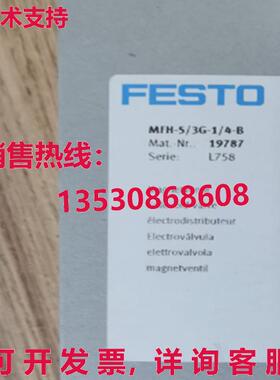 技术支持
FESTO
MFH-5/3G-1/4-B
Mat.-Nr.: 19787
Serie: L758
销售热线:
13530868608
électrodistributeur
Electroválvula
elettrovalvola
magnetventil
可开发票,详询客服